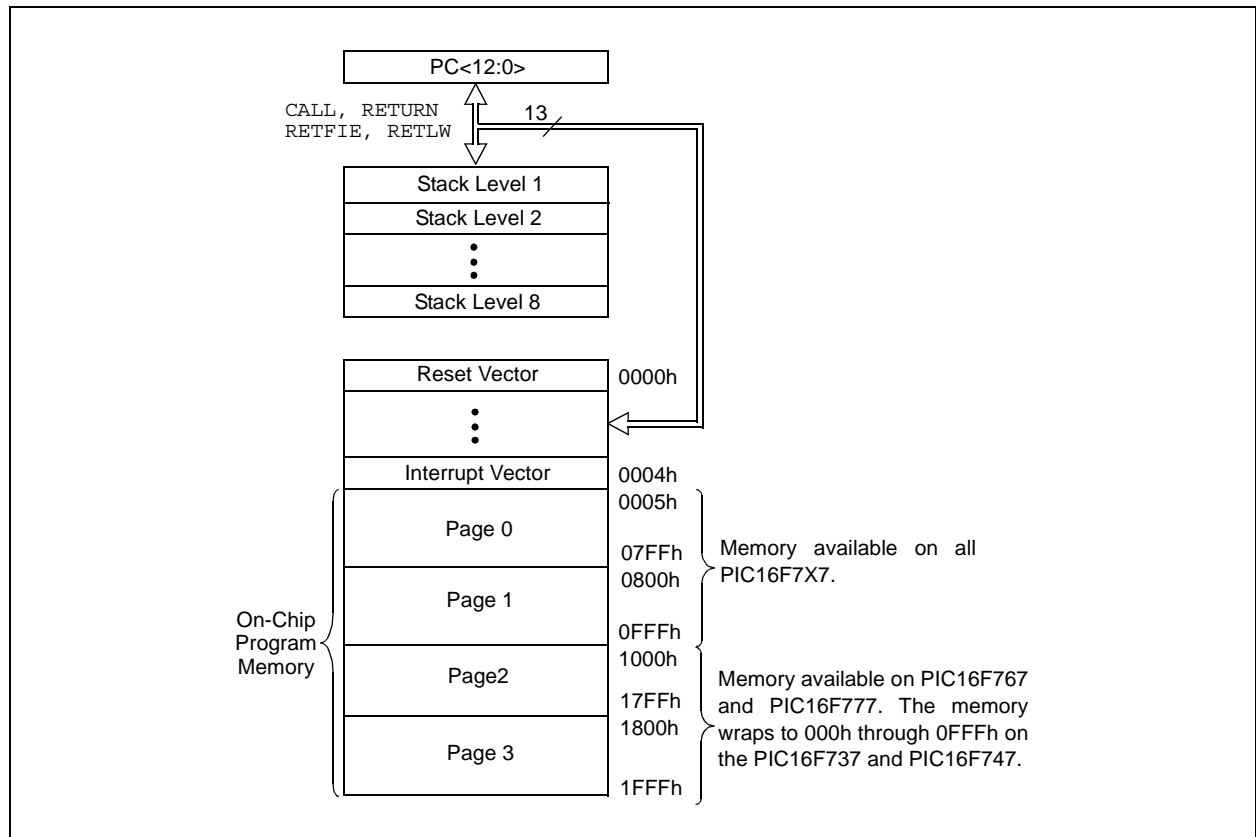 PC<12:0>
CALL, RETURN
RETFIE, RETLW
13
Stack Level 1
Stack Level 2
Stack Level 8
Reset Vector
0000h
Interrupt Vector
0004h
0005h
Page 0
07FFh
0800h
Page 1
0FFFh
1000h
Page2
17FFh
1800h
Page 3
1FFFh
On-Chip
Program
Memory
Memory available on all
PIC16F7X7.
Memory available on PIC16F767
and PIC16F777. The memory
wraps to 000h through 0FFFh on
the PIC16F737 and PIC16F747.